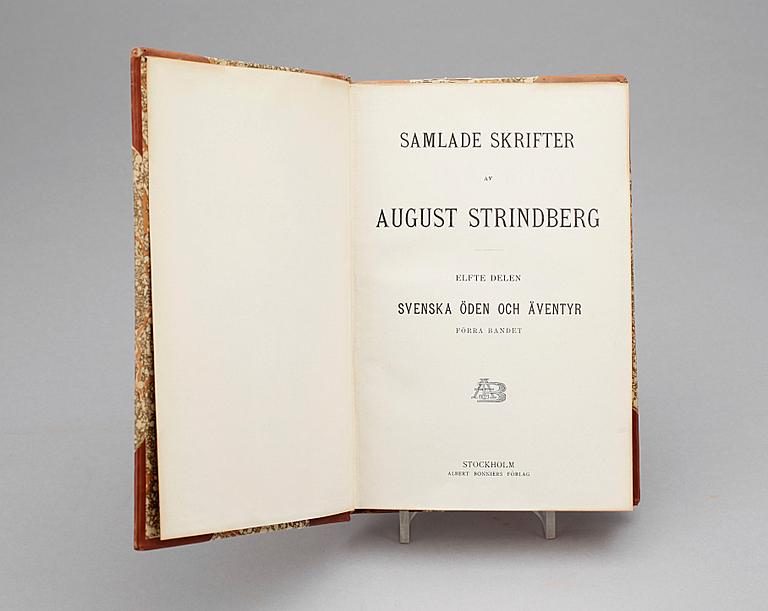 SAMLADE SKRIFTER
AV
AUGUST STRINDBERG
ELFTE DELEN
SVENSKA ÖDEN OCH ÄVENTYR
FÖRRA BANDET
AB
STOCKHOLM
ALBERT BONNIERS FÖRLAG